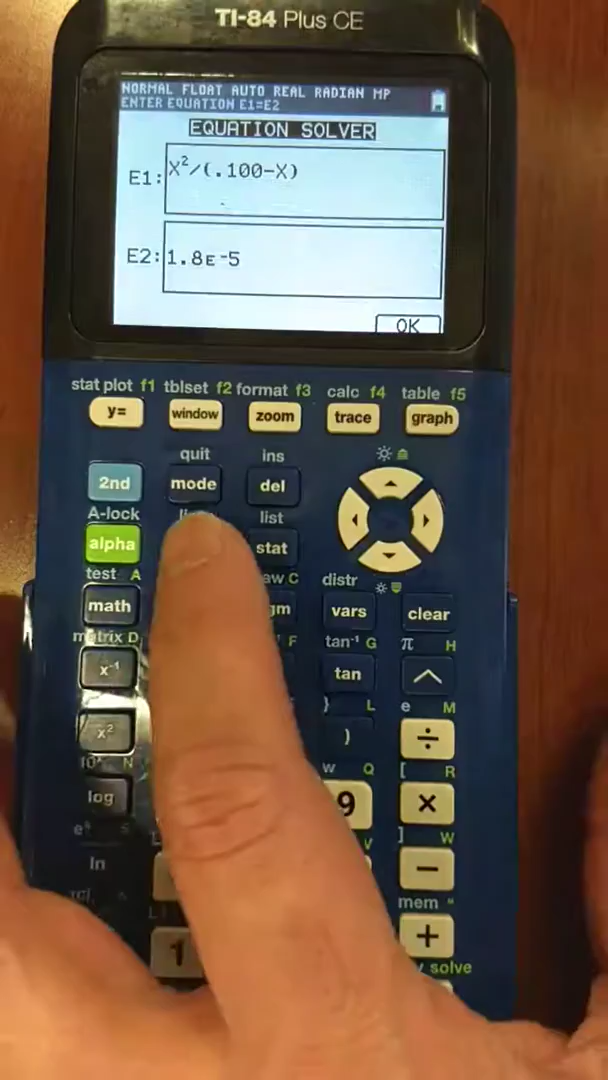 TI-84 Plus CE
NORMAL FLOAT AUTO REAL RADIAN MP
ENTER EQUATION E1=E2
EQUATION SOLVER
E1: X²/(.100-X)
E2: 1.8ᴇ-5
OK
stat plot f1 tblset f2 format f3 calc f4 table f5
y= window zoom trace graph
quit ins
2nd mode del
A-lock list
alpha stat
test A C distr
math vars clear
matrix D F tan⁻¹ G π H
x⁻¹ tan ^
} L e M
x² ) ÷
N w Q [ R
log 9 ×
V ] W
ln −
mem "
1 +
solve